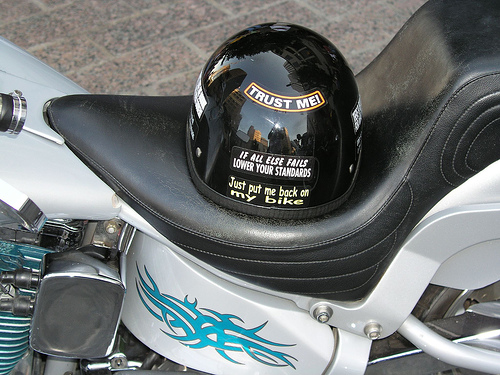 TRUST ME!
IF ALL ELSE FAILS
LOWER YOUR STANDARDS
Just put me back on
my bike